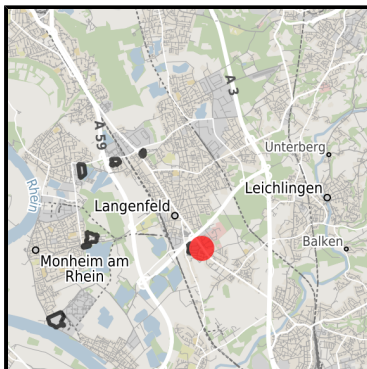 A 3
A 59
Unterberg
Leichlingen
Rhein
Langenfeld
Balken
Monheim am
Rhein